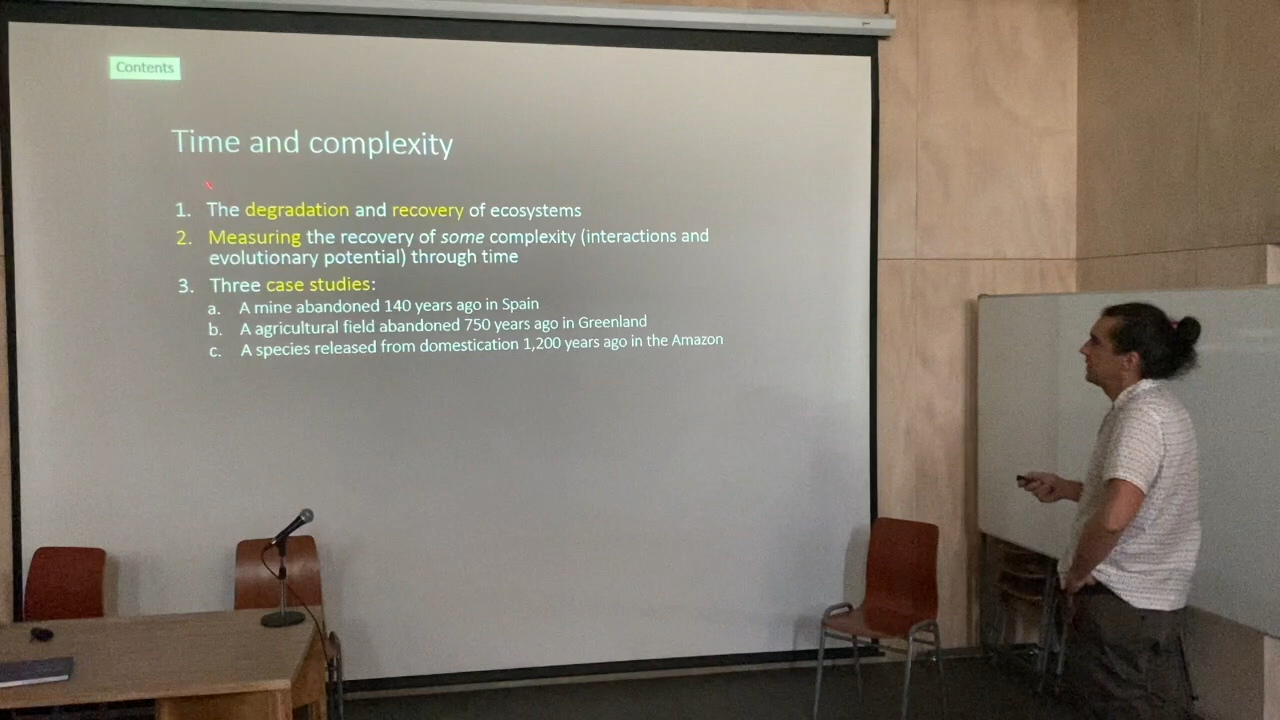 Contents
Time and complexity
1. The degradation and recovery of ecosystems
2. Measuring the recovery of some complexity (interactions and
evolutionary potential) through time
3. Three case studies:
a. A mine abandoned 140 years ago in Spain
b. A agricultural field abandoned 750 years ago in Greenland
c. A species released from domestication 1,200 years ago in the Amazon